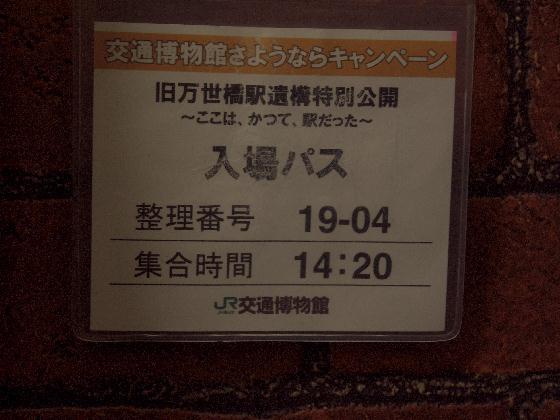 交通博物館さようならキャンペーン
旧万世橋駅遺構特別公開
～ここは、かつて、駅だった～
入場パス
整理番号 19-04
集合時間 14:20
JR交通博物館